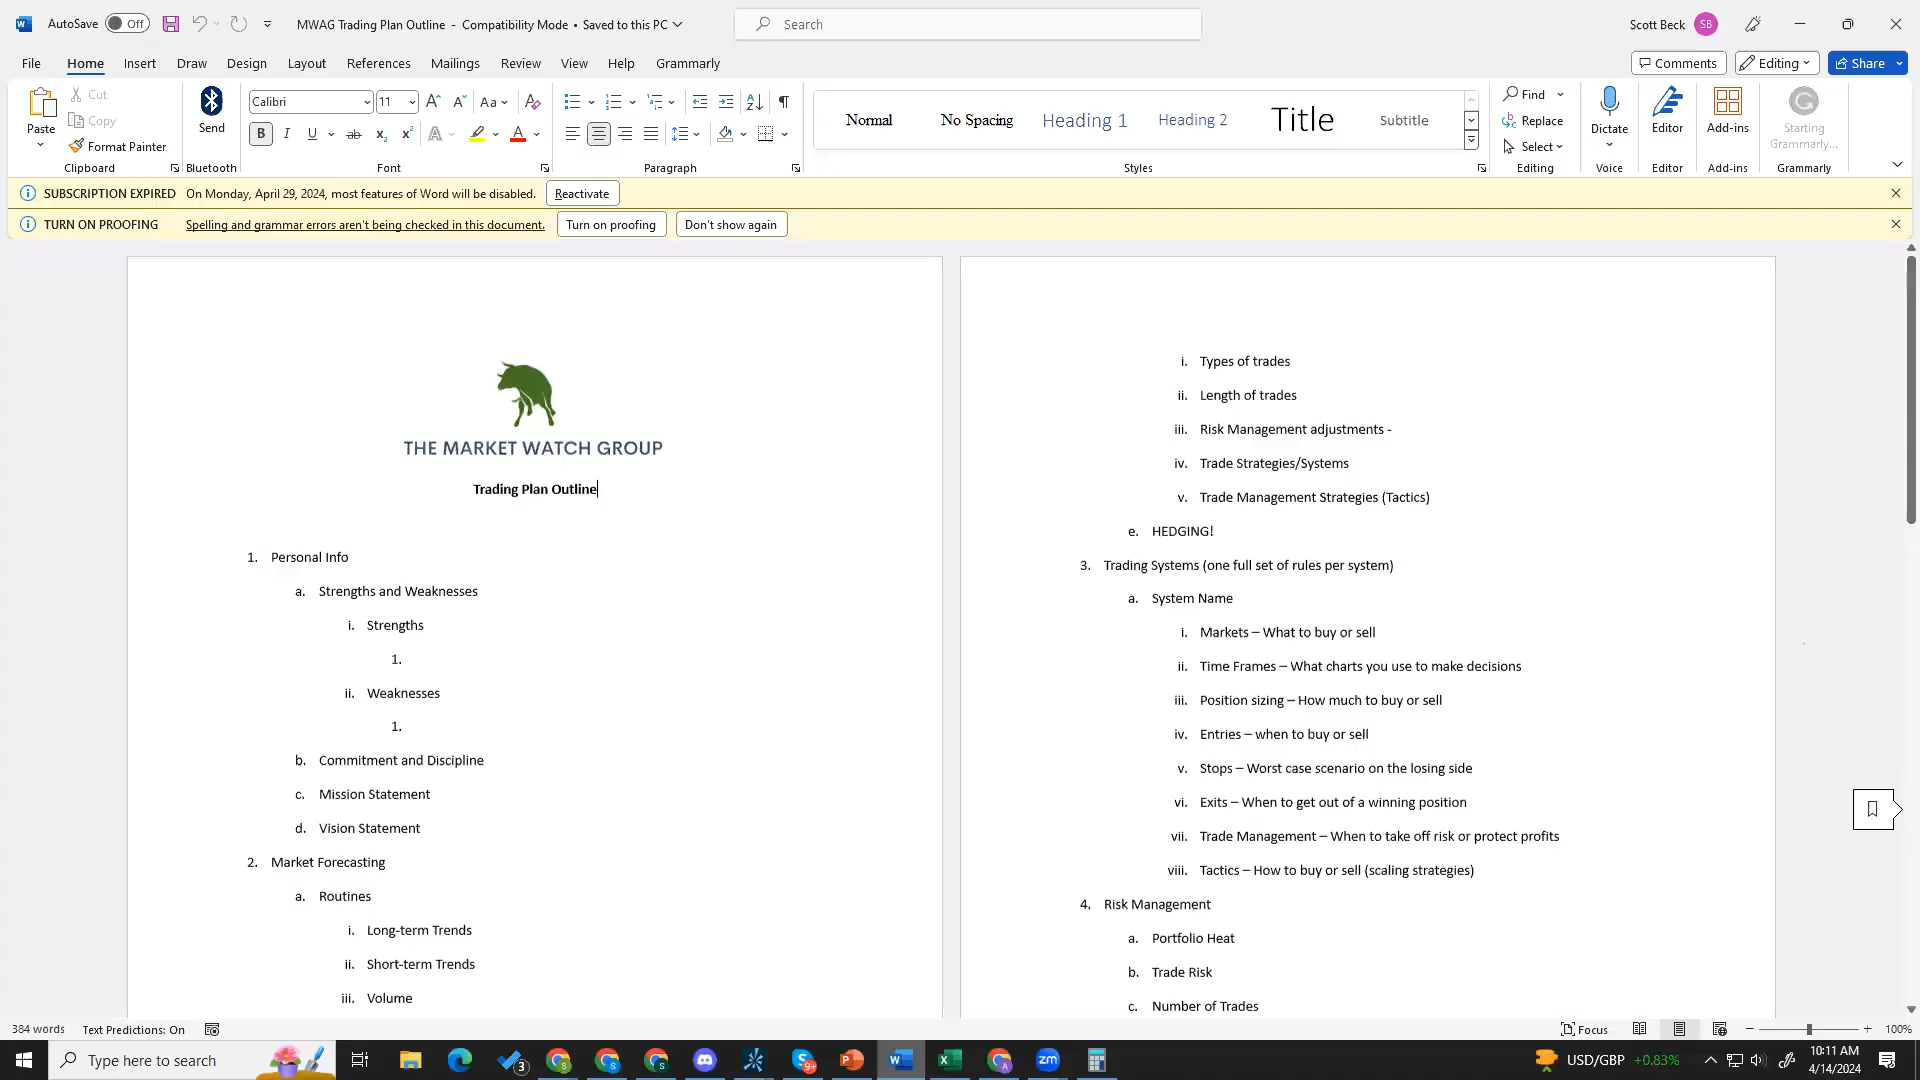 AutoSave Off MWAG Trading Plan Outline - Compatibility Mode • Saved to this PC Search Scott Beck SB
File Home Insert Draw Design Layout References Mailings Review View Help Grammarly Comments Editing Share
Paste Cut Copy Format Painter Clipboard
Send Bluetooth
Calibri 11 Font
Paragraph
Normal No Spacing Heading 1 Heading 2 Title Subtitle Styles
Find Replace Select Editing
Dictate Voice
Editor Editor
Add-ins Add-ins
Starting Grammarly... Grammarly
SUBSCRIPTION EXPIRED On Monday, April 29, 2024, most features of Word will be disabled. Reactivate
TURN ON PROOFING Spelling and grammar errors aren't being checked in this document. Turn on proofing Don't show again
THE MARKET WATCH GROUP
Trading Plan Outline
1. Personal Info
a. Strengths and Weaknesses
i. Strengths
1.
ii. Weaknesses
1.
b. Commitment and Discipline
c. Mission Statement
d. Vision Statement
2. Market Forecasting
a. Routines
i. Long-term Trends
ii. Short-term Trends
iii. Volume
i. Types of trades
ii. Length of trades
iii. Risk Management adjustments -
iv. Trade Strategies/Systems
v. Trade Management Strategies (Tactics)
e. HEDGING!
3. Trading Systems (one full set of rules per system)
a. System Name
i. Markets – What to buy or sell
ii. Time Frames – What charts you use to make decisions
iii. Position sizing – How much to buy or sell
iv. Entries – when to buy or sell
v. Stops – Worst case scenario on the losing side
vi. Exits – When to get out of a winning position
vii. Trade Management – When to take off risk or protect profits
viii. Tactics – How to buy or sell (scaling strategies)
4. Risk Management
a. Portfolio Heat
b. Trade Risk
c. Number of Trades
384 words Text Predictions: On Focus 100%
Type here to search USD/GBP +0.83% 10:11 AM
4/14/2024